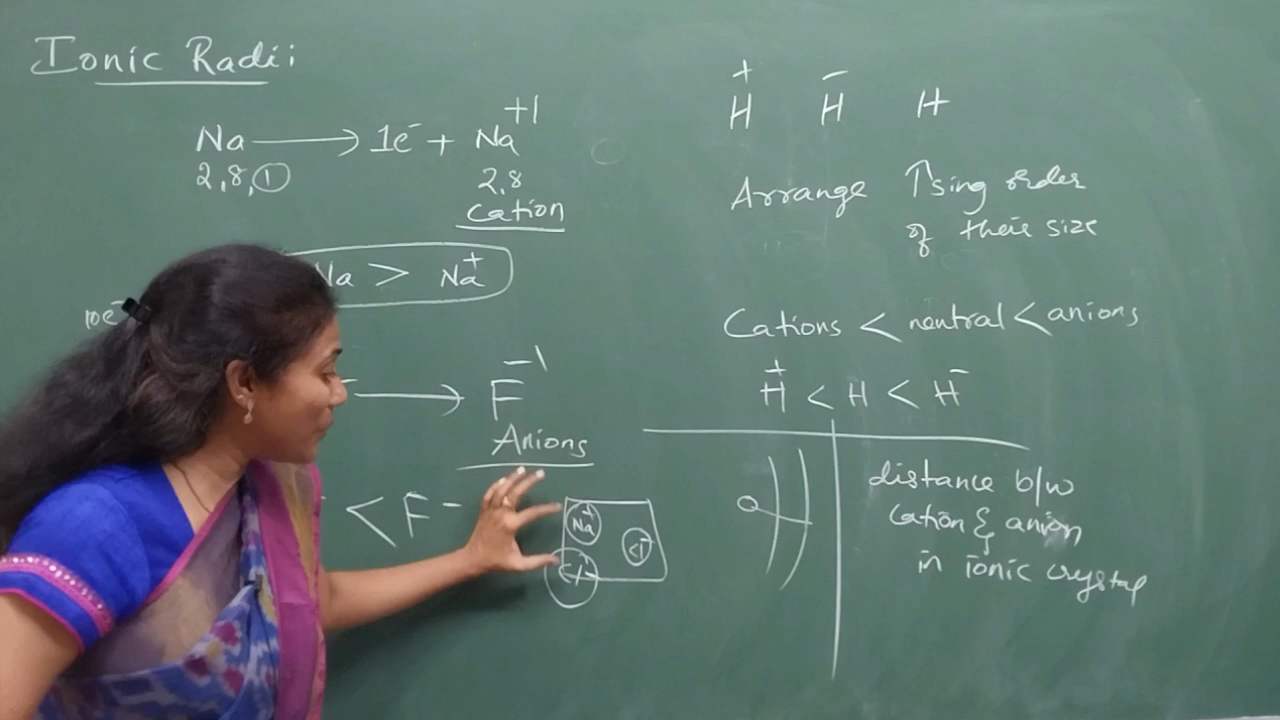 Ionic Radii
Na ⟶ 1e⁻ + Na⁺¹
2,8,① 2,8
Cation
Na > Na⁺
10e⁻
⟶ F⁻¹
Anions
< F⁻
Na⁺
Cl⁻
Cl⁻
H⁺ H⁻ H
Arrange ↑sing order
of their size
Cations < neutral < anions
H⁺ < H < H⁻
distance b/w
Cation & anion
in ionic crystal